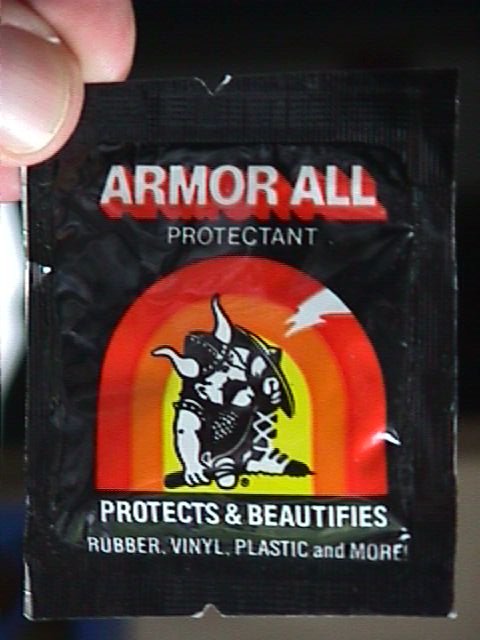 ARMOR ALL
PROTECTANT
PROTECTS & BEAUTIFIES
RUBBER, VINYL, PLASTIC and MORE!